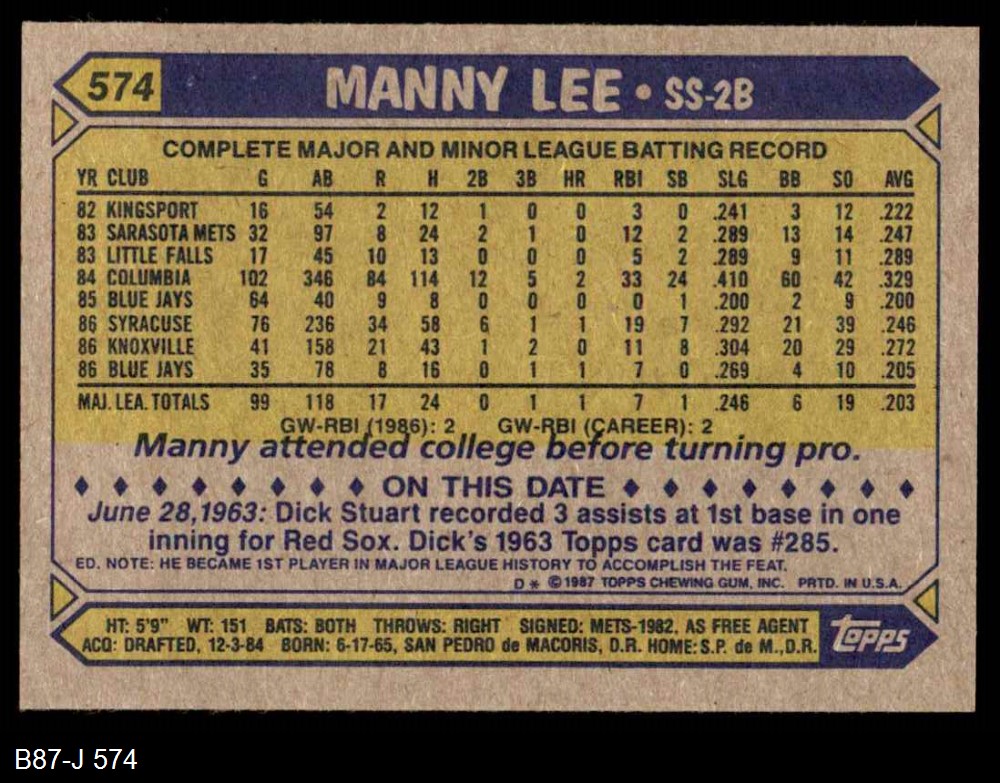 574 MANNY LEE • SS-2B
COMPLETE MAJOR AND MINOR LEAGUE BATTING RECORD
YR CLUB G AB R H 2B 3B HR RBI SB SLG BB SO AVG
82 KINGSPORT 16 54 2 12 1 0 0 3 0 .241 3 12 .222
83 SARASOTA METS 32 97 8 24 2 1 0 12 2 .289 13 14 .247
83 LITTLE FALLS 17 45 10 13 0 0 0 5 2 .289 9 11 .289
84 COLUMBIA 102 346 84 114 12 5 2 33 24 .410 60 42 .329
85 BLUE JAYS 64 40 9 8 0 0 0 0 1 .200 2 9 .200
86 SYRACUSE 76 236 34 58 6 1 1 19 7 .292 21 39 .246
86 KNOXVILLE 41 158 21 43 1 2 0 11 8 .304 20 29 .272
86 BLUE JAYS 35 78 8 16 0 1 1 7 0 .269 4 10 .205
MAJ. LEA. TOTALS 99 118 17 24 0 1 1 7 1 .246 6 19 .203
GW-RBI (1986): 2 GW-RBI (CAREER): 2
Manny attended college before turning pro.
♦ ♦ ♦ ♦ ♦ ♦ ♦ ♦ ON THIS DATE ♦ ♦ ♦ ♦ ♦ ♦ ♦ ♦
June 28, 1963: Dick Stuart recorded 3 assists at 1st base in one
inning for Red Sox. Dick's 1963 Topps card was #285.
ED. NOTE: HE BECAME 1ST PLAYER IN MAJOR LEAGUE HISTORY TO ACCOMPLISH THE FEAT.
D * © 1987 TOPPS CHEWING GUM, INC. PRTD. IN U.S.A.
HT: 5'9" WT: 151 BATS: BOTH THROWS: RIGHT SIGNED: METS-1982, AS FREE AGENT
ACQ: DRAFTED, 12-3-84 BORN: 6-17-65, SAN PEDRO de MACORIS, D.R. HOME: S.P. de M., D.R.
topps
B87-J 574